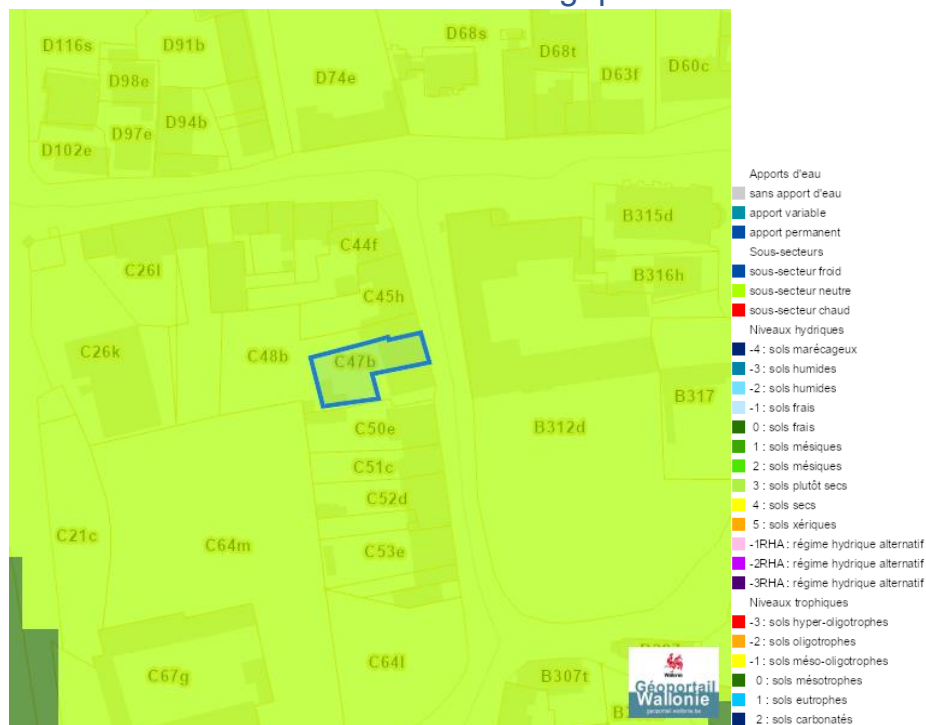 D116s
D91b
D68s
D68t
D98e
D74e
D63f
D60c
D97e
D94b
D102e
B315d
C44f
C26l
B316h
C45h
C26k
C48b
C47b
B317
C50e
B312d
C51c
C52d
C21c
C64m
C53e
C64l
C67g
B307t
Wallonie
Géoportail
Wallonie
geoportail.wallonie.be
Apports d'eau
sans apport d'eau
apport variable
apport permanent
Sous-secteurs
sous-secteur froid
sous-secteur neutre
sous-secteur chaud
Niveaux hydriques
-4 : sols marécageux
-3 : sols humides
-2 : sols humides
-1 : sols frais
0 : sols frais
1 : sols mésiques
2 : sols mésiques
3 : sols plutôt secs
4 : sols secs
5 : sols xériques
-1RHA : régime hydrique alternatif
-2RHA : régime hydrique alternatif
-3RHA : régime hydrique alternatif
Niveaux trophiques
-3 : sols hyper-oligotrophes
-2 : sols oligotrophes
-1 : sols méso-oligotrophes
0 : sols mésotrophes
1 : sols eutrophes
2 : sols carbonatés